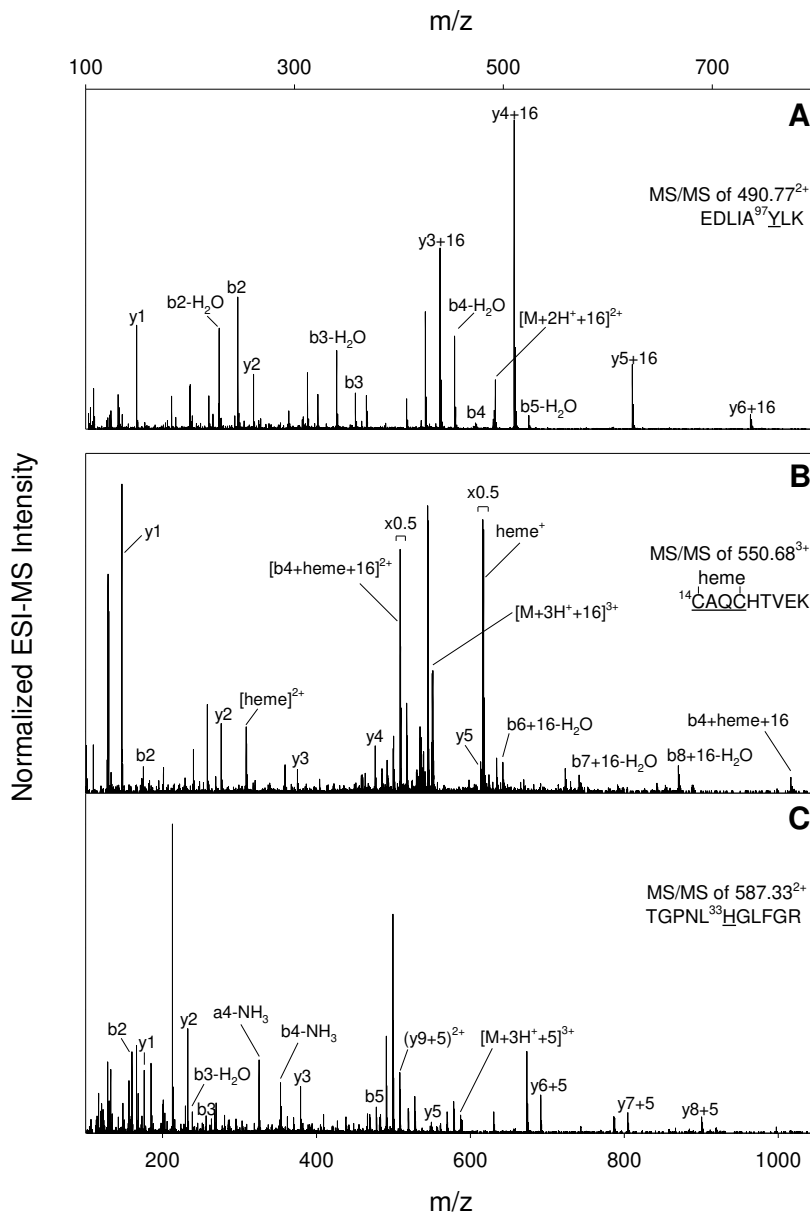 m/z
100 300 500 700
A
y4+16
MS/MS of 490.77²⁺
EDLIA⁹⁷YLK
y3+16
b2
b2-H₂O
y1
b4-H₂O
[M+2H⁺+16]²⁺
b3-H₂O
y2
b3
y5+16
b4
b5-H₂O
y6+16
Normalized ESI-MS Intensity
B
x0.5
x0.5
y1
heme⁺
MS/MS of 550.68³⁺
heme
¹⁴CAQCHTVEK
[b4+heme+16]²⁺
[M+3H⁺+16]³⁺
y2
[heme]²⁺
b2
y3
y4
y5
b6+16-H₂O
b7+16-H₂O
b8+16-H₂O
b4+heme+16
C
MS/MS of 587.33²⁺
TGPNL³³HGLFGR
b2
y1
y2
a4-NH₃
b4-NH₃
(y9+5)²⁺
[M+3H⁺+5]³⁺
b3-H₂O
b3
y3
b5
y5
y6+5
y7+5
y8+5
200 400 600 800 1000
m/z